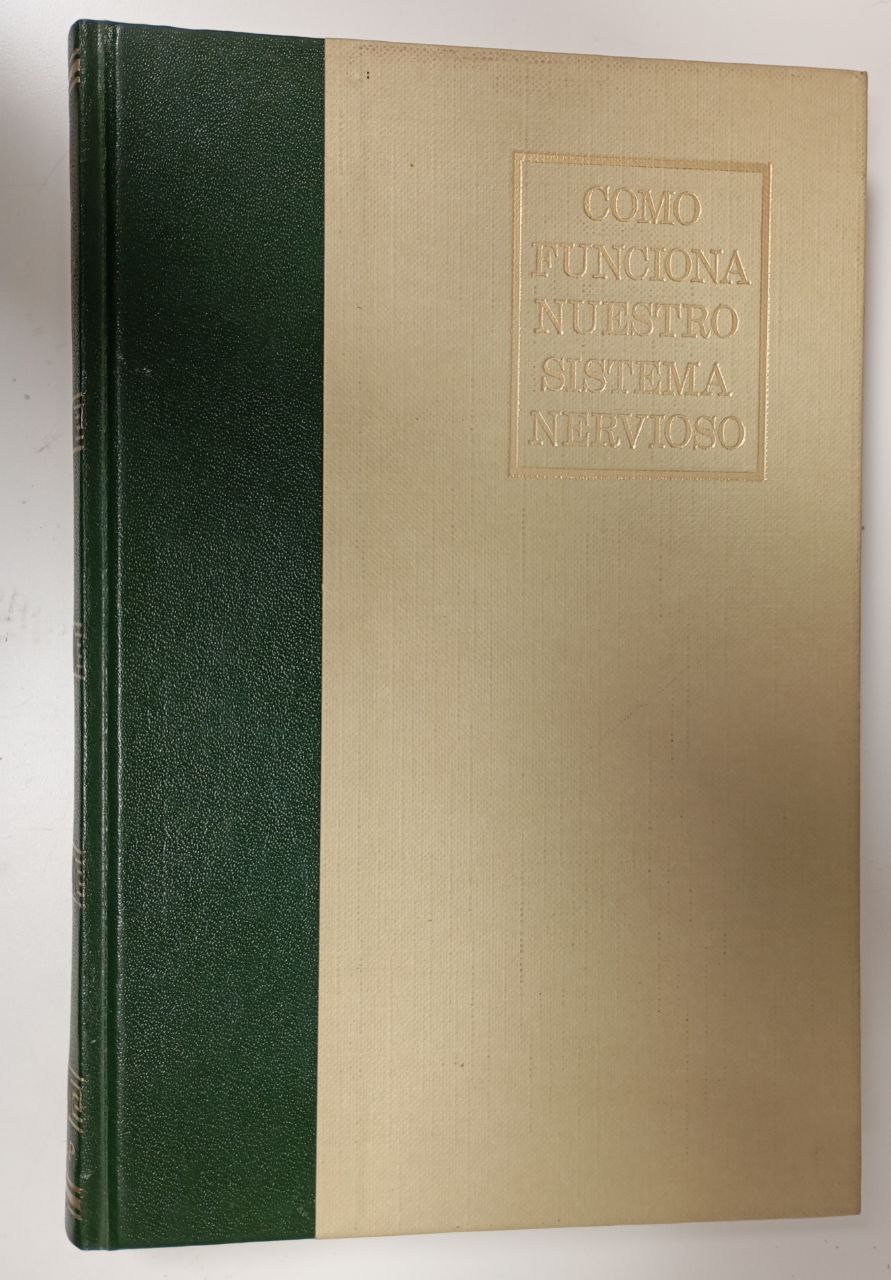 COMO
FUNCIONA
NUESTRO
SISTEMA
NERVIOSO